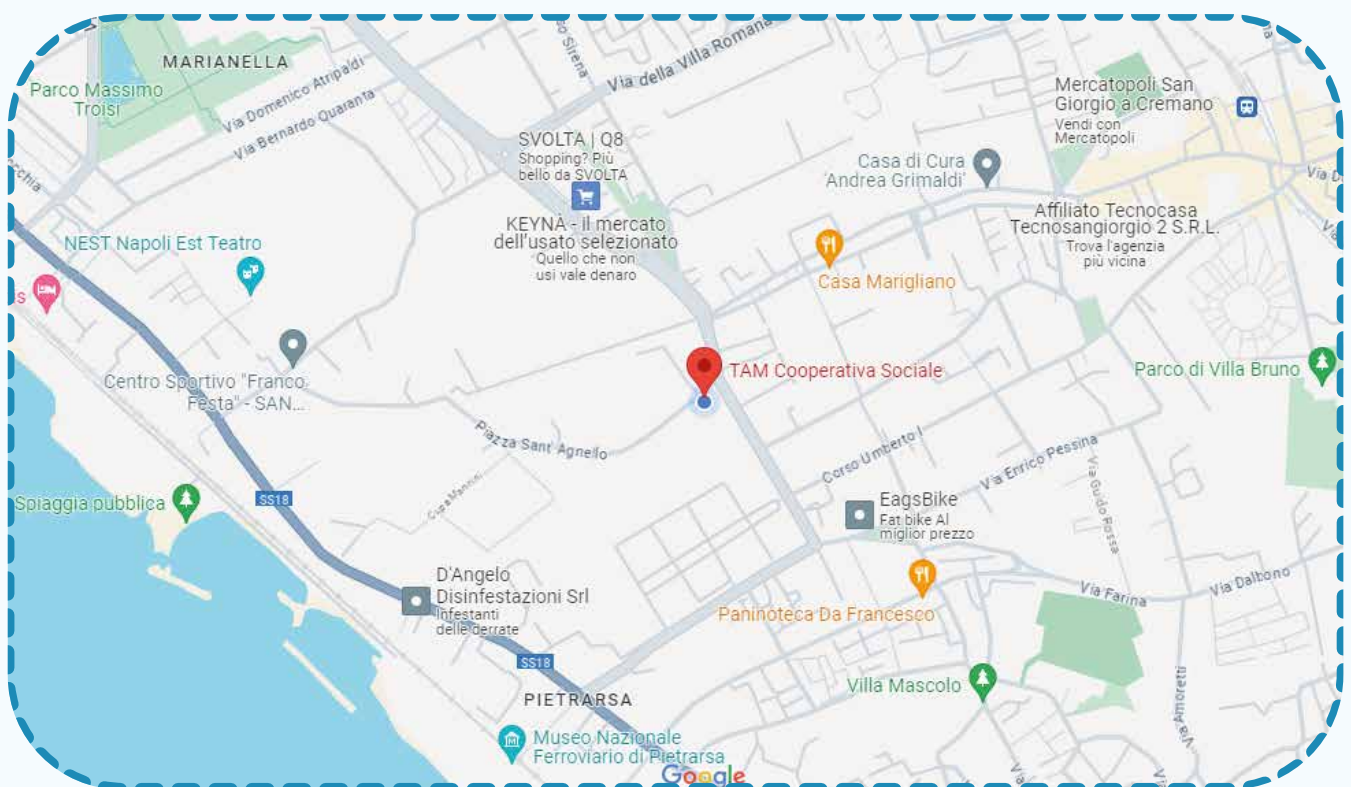 MARIANELLA
Parco Massimo
Troisi
Via Domenico Atripaldi
Via Bernardo Quaranta
Via della Villa Romana
so Sirena
Mercatopoli San
Giorgio a Cremano
Vendi con
Mercatopoli
SVOLTA | Q8
Shopping? Più
bello da SVOLTA
Casa di Cura
'Andrea Grimaldi'
KEYNÀ - il mercato
dell'usato selezionato
Quello che non
usi vale denaro
Affiliato Tecnocasa
Tecnosangiorgio 2 S.R.L.
Trova l'agenzia
più vicina
NEST Napoli Est Teatro
Casa Marigliano
TAM Cooperativa Sociale
Parco di Villa Bruno
Centro Sportivo "Franco
Festa" - SAN...
Piazza Sant' Agnello
Corso Umberto I
Via Enrico Pessina
Via Guido Rossa
Cupa Mannini
Spiaggia pubblica
SS18
EagsBike
Fat bike Al
miglior prezzo
D'Angelo
Disinfestazioni Srl
Infestanti
delle derrate
Via Farina
Via Dalbono
Paninoteca Da Francesco
SS18
PIETRARSA
Villa Mascolo
Via Amoretti
Museo Nazionale
Ferroviario di Pietrarsa
Google